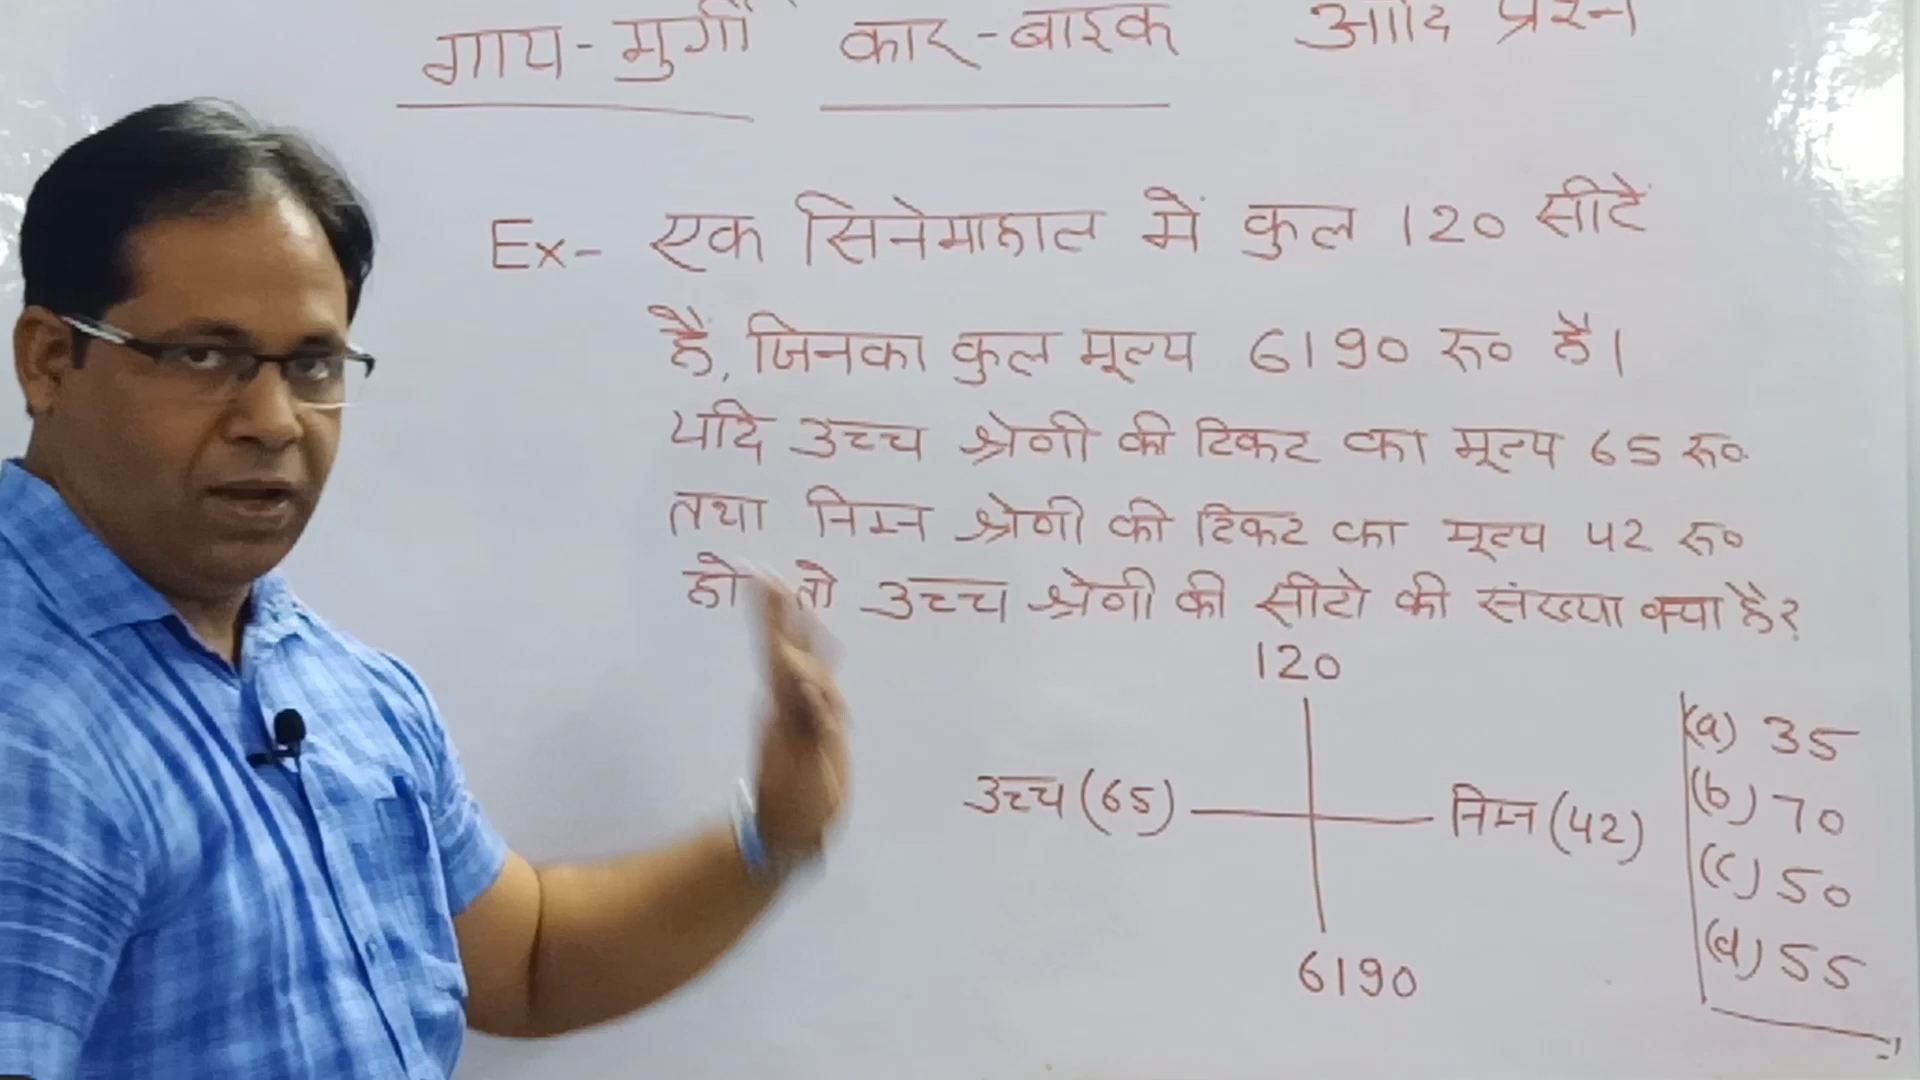 गाय-मुर्गी कार-बाइक आदि प्रश्न
Ex- एक सिनेमाहाल में कुल 120 सीटें
है, जिनका कुल मूल्य 6190 रू० है।
यदि उच्च श्रेणी की टिकट का मूल्य 65 रू०
तथा निम्न श्रेणी की टिकट का मूल्य 42 रू०
हो तो उच्च श्रेणी की सीटो की संख्या क्या है?
120
उच्च (65) निम्न (42)
6190
(a) 35
(b) 70
(c) 50
(d) 55